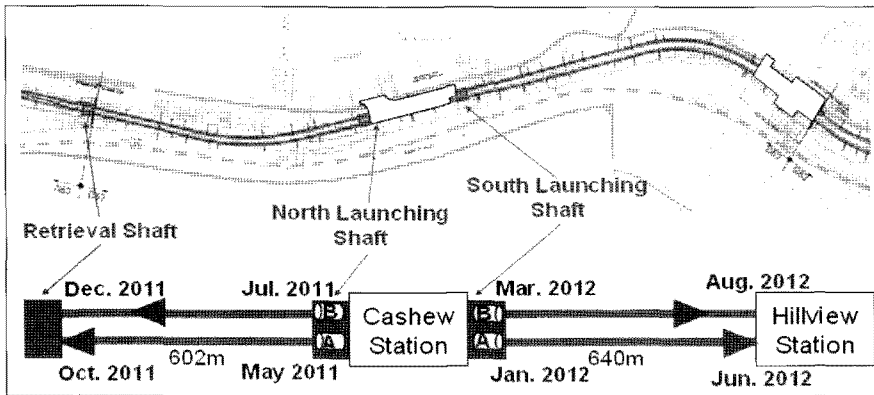 Retrieval Shaft
North Launching
Shaft
South Launching
Shaft
Dec. 2011
Jul. 2011
Mar. 2012
Aug. 2012
B
Cashew
Station
B
Hillview
Station
A
A
602m
640m
Oct. 2011
May 2011
Jan. 2012
Jun. 2012